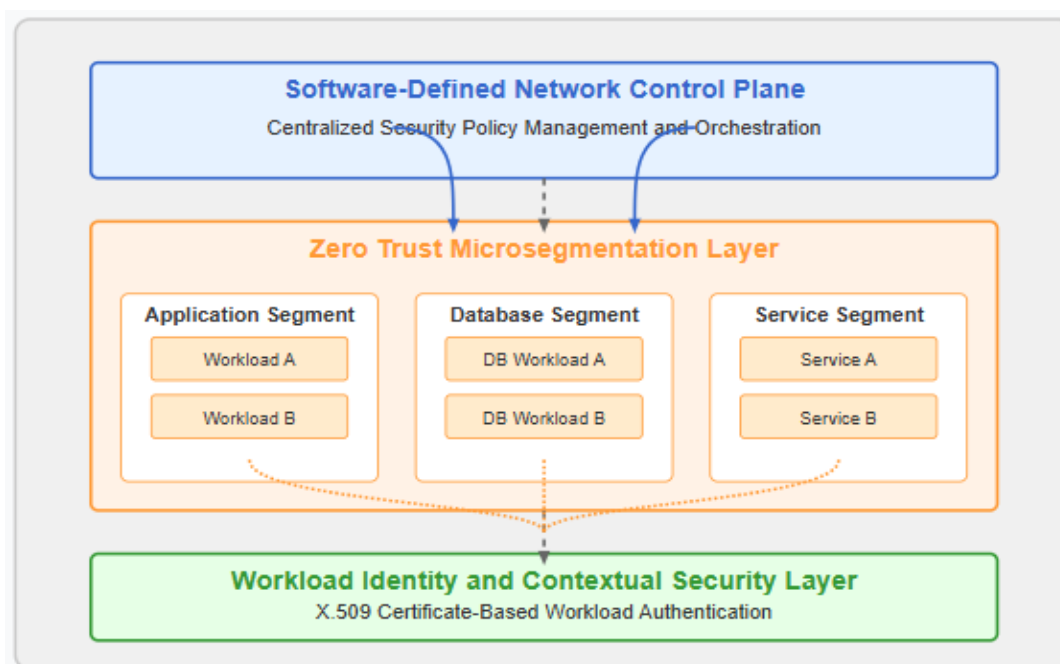 Software-Defined Network Control Plane
Centralized Security Policy Management and Orchestration
Zero Trust Microsegmentation Layer
Application Segment
Workload A
Workload B
Database Segment
DB Workload A
DB Workload B
Service Segment
Service A
Service B
Workload Identity and Contextual Security Layer
X.509 Certificate-Based Workload Authentication